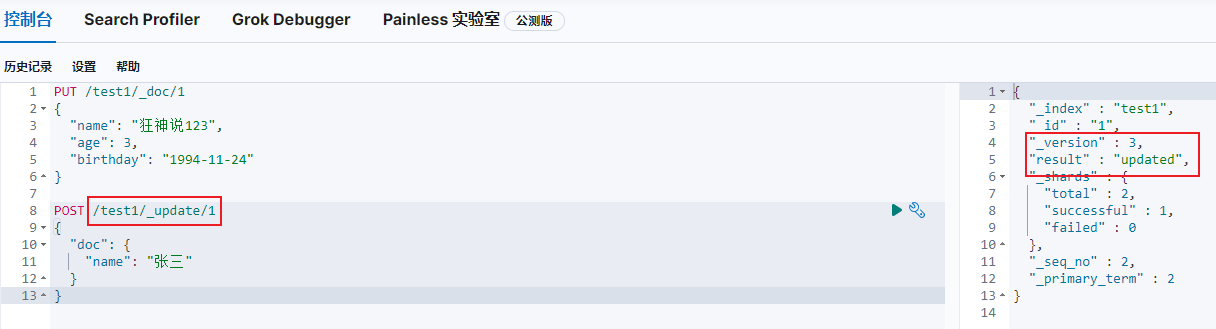 控制台 Search Profiler Grok Debugger Painless 实验室 公测版
历史记录 设置 帮助
1 PUT /test1/_doc/1
2 {
3 "name": "狂神说123",
4 "age": 3,
5 "birthday": "1994-11-24"
6 }
7
8 POST /test1/_update/1
9 {
10 "doc": {
11 "name": "张三"
12 }
13 }
1 {
2 "_index" : "test1",
3 "_id" : "1",
4 "_version" : 3,
5 "result" : "updated",
6 "_shards" : {
7 "total" : 2,
8 "successful" : 1,
9 "failed" : 0
10 },
11 "_seq_no" : 2,
12 "_primary_term" : 2
13 }
14